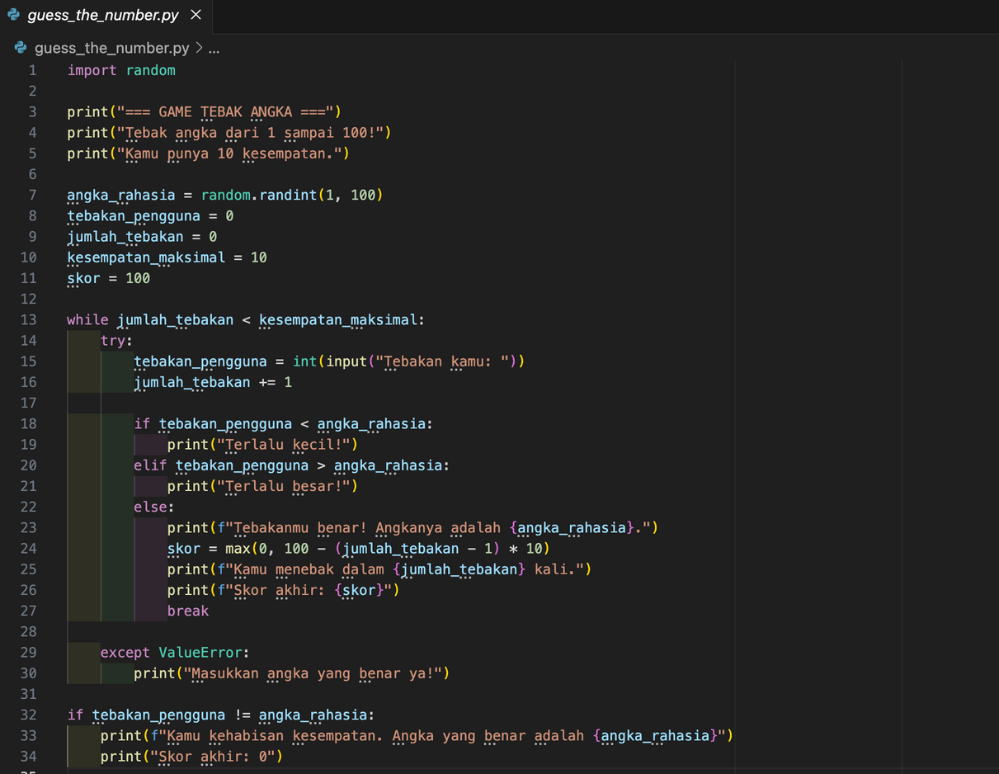 guess_the_number.py
guess_the_number.py > ...
1 import random
2
3 print("=== GAME TEBAK ANGKA ===")
4 print("Tebak angka dari 1 sampai 100!")
5 print("Kamu punya 10 kesempatan.")
6
7 angka_rahasia = random.randint(1, 100)
8 tebakan_pengguna = 0
9 jumlah_tebakan = 0
10 kesempatan_maksimal = 10
11 skor = 100
12
13 while jumlah_tebakan < kesempatan_maksimal:
14     try:
15         tebakan_pengguna = int(input("Tebakan kamu: "))
16         jumlah_tebakan += 1
17
18         if tebakan_pengguna < angka_rahasia:
19             print("Terlalu kecil!")
20         elif tebakan_pengguna > angka_rahasia:
21             print("Terlalu besar!")
22         else:
23             print(f"Tebakanmu benar! Angkanya adalah {angka_rahasia}.")
24             skor = max(0, 100 - (jumlah_tebakan - 1) * 10)
25             print(f"Kamu menebak dalam {jumlah_tebakan} kali.")
26             print(f"Skor akhir: {skor}")
27             break
28
29     except ValueError:
30         print("Masukkan angka yang benar ya!")
31
32 if tebakan_pengguna != angka_rahasia:
33     print(f"Kamu kehabisan kesempatan. Angka yang benar adalah {angka_rahasia}")
34     print("Skor akhir: 0")
35